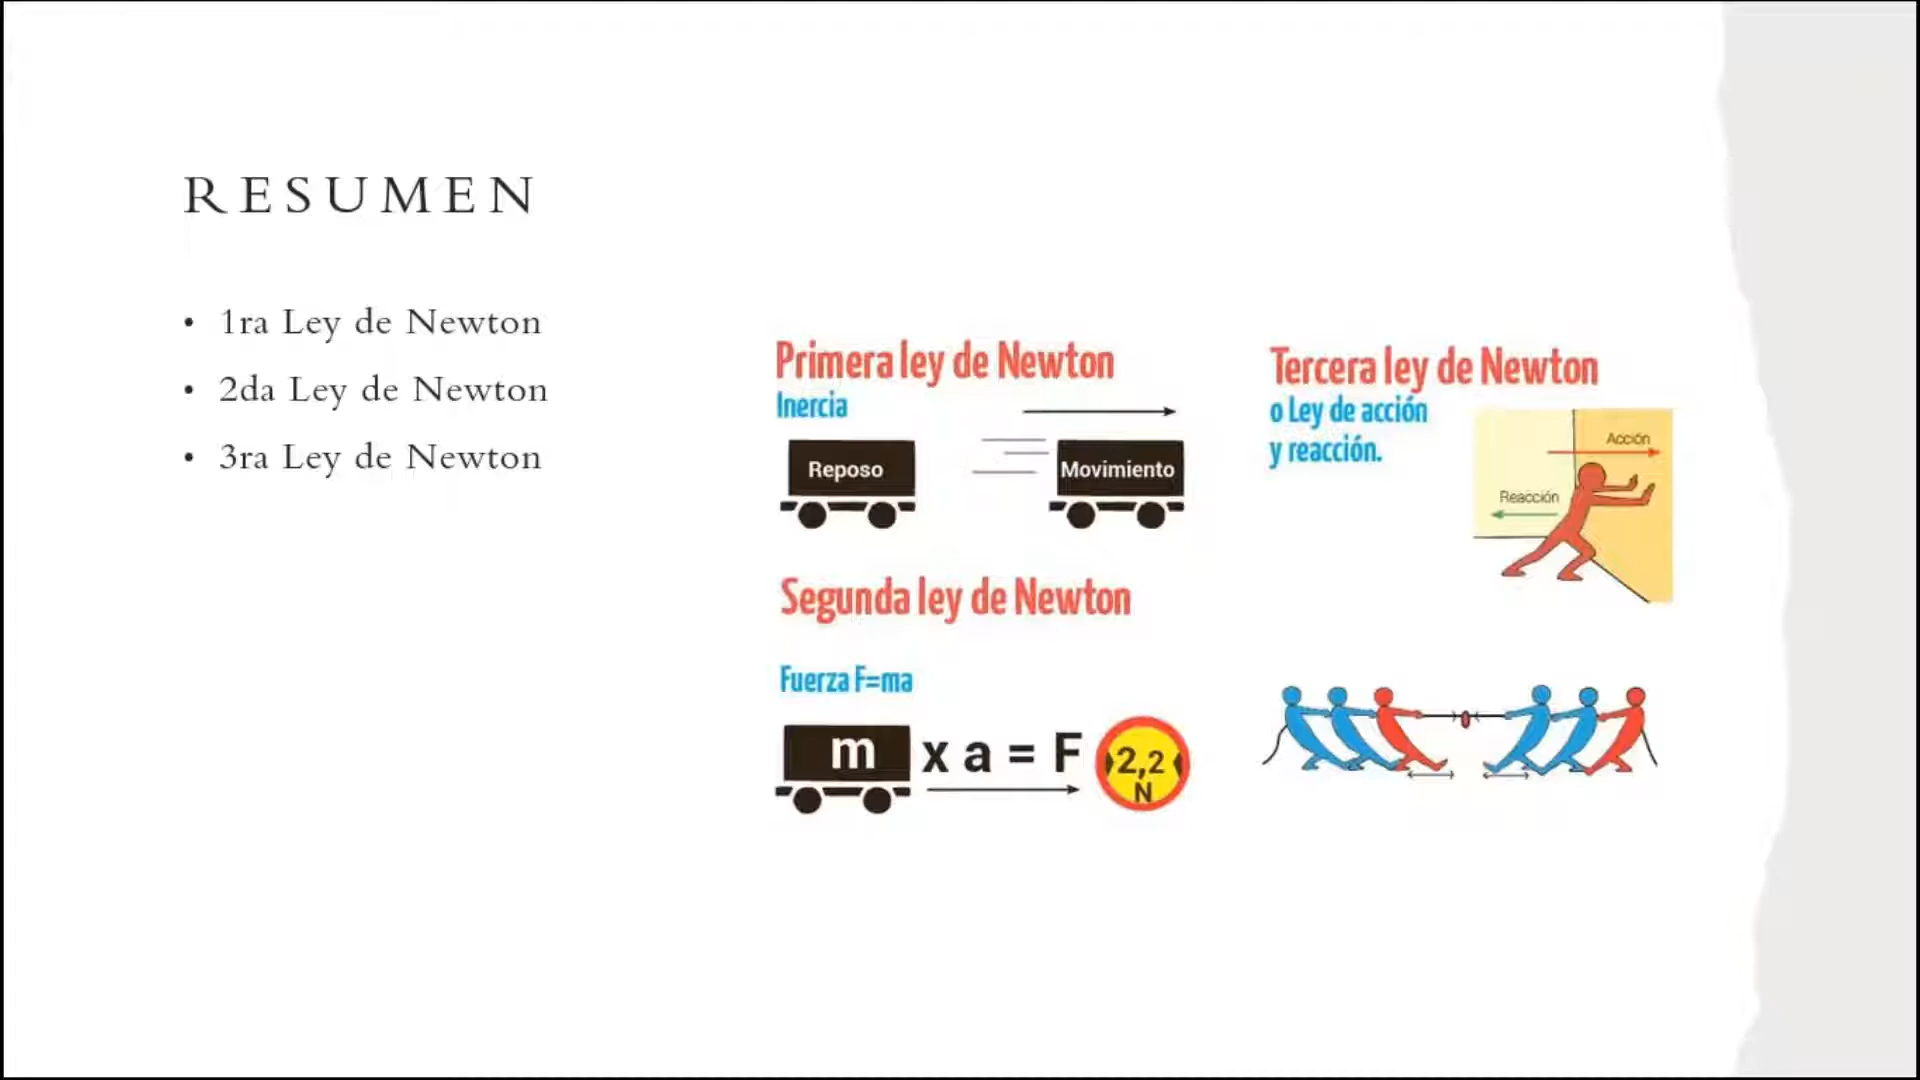 RESUMEN
• 1ra Ley de Newton
• 2da Ley de Newton
• 3ra Ley de Newton
Primera ley de Newton
Inercia
Reposo
Movimiento
Segunda ley de Newton
Fuerza F=ma
m x a = F
2,2
N
Tercera ley de Newton
o Ley de acción
y reacción.
Acción
Reacción